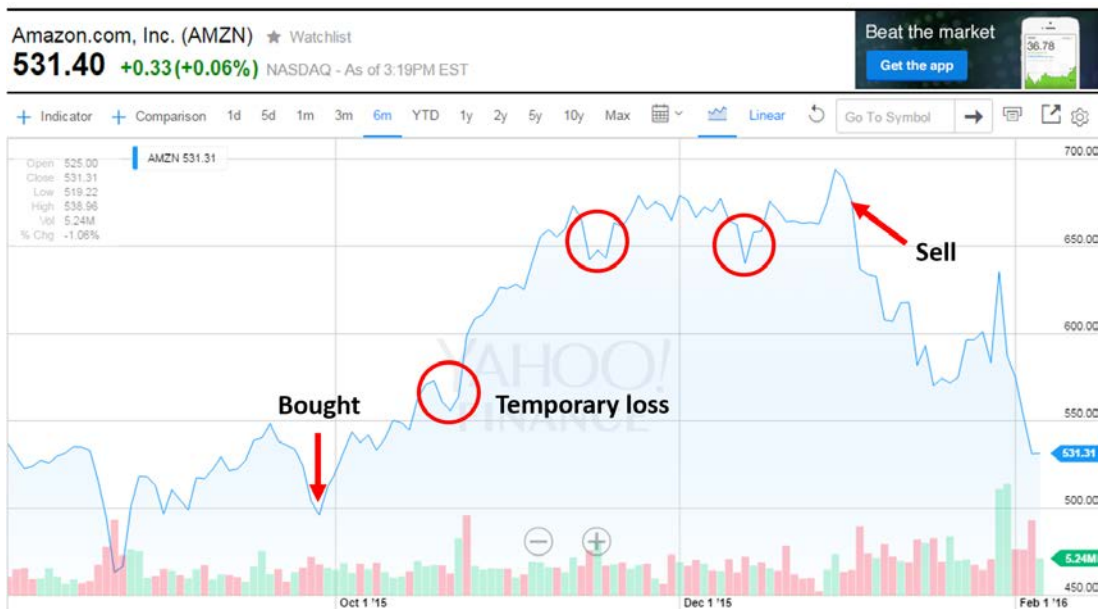 Amazon.com, Inc. (AMZN) ★ Watchlist
531.40 +0.33 (+0.06%) NASDAQ - As of 3:19PM EST
Beat the market
Get the app
36.78
+ Indicator + Comparison 1d 5d 1m 3m 6m YTD 1y 2y 5y 10y Max Linear Go To Symbol
Open 525.00
Close 531.31
Low 519.22
High 538.96
Vol 5.24M
% Chg -1.06%
AMZN 531.31
700.00
650.00
Sell
600.00
YAHOO!
FINANCE
Bought
Temporary loss
550.00
531.31
500.00
5.24M
450.00
Oct 1 '15 Dec 1 '15 Feb 1 '16